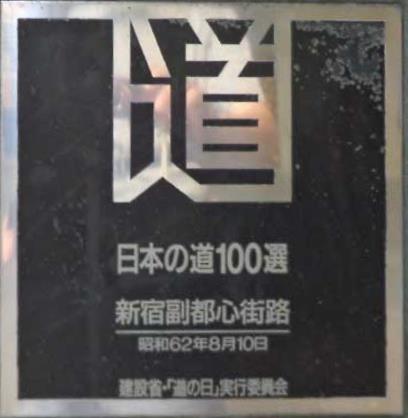 道
日本の道100選
新宿副都心街路
昭和62年8月10日
建設省・「道の日」実行委員会